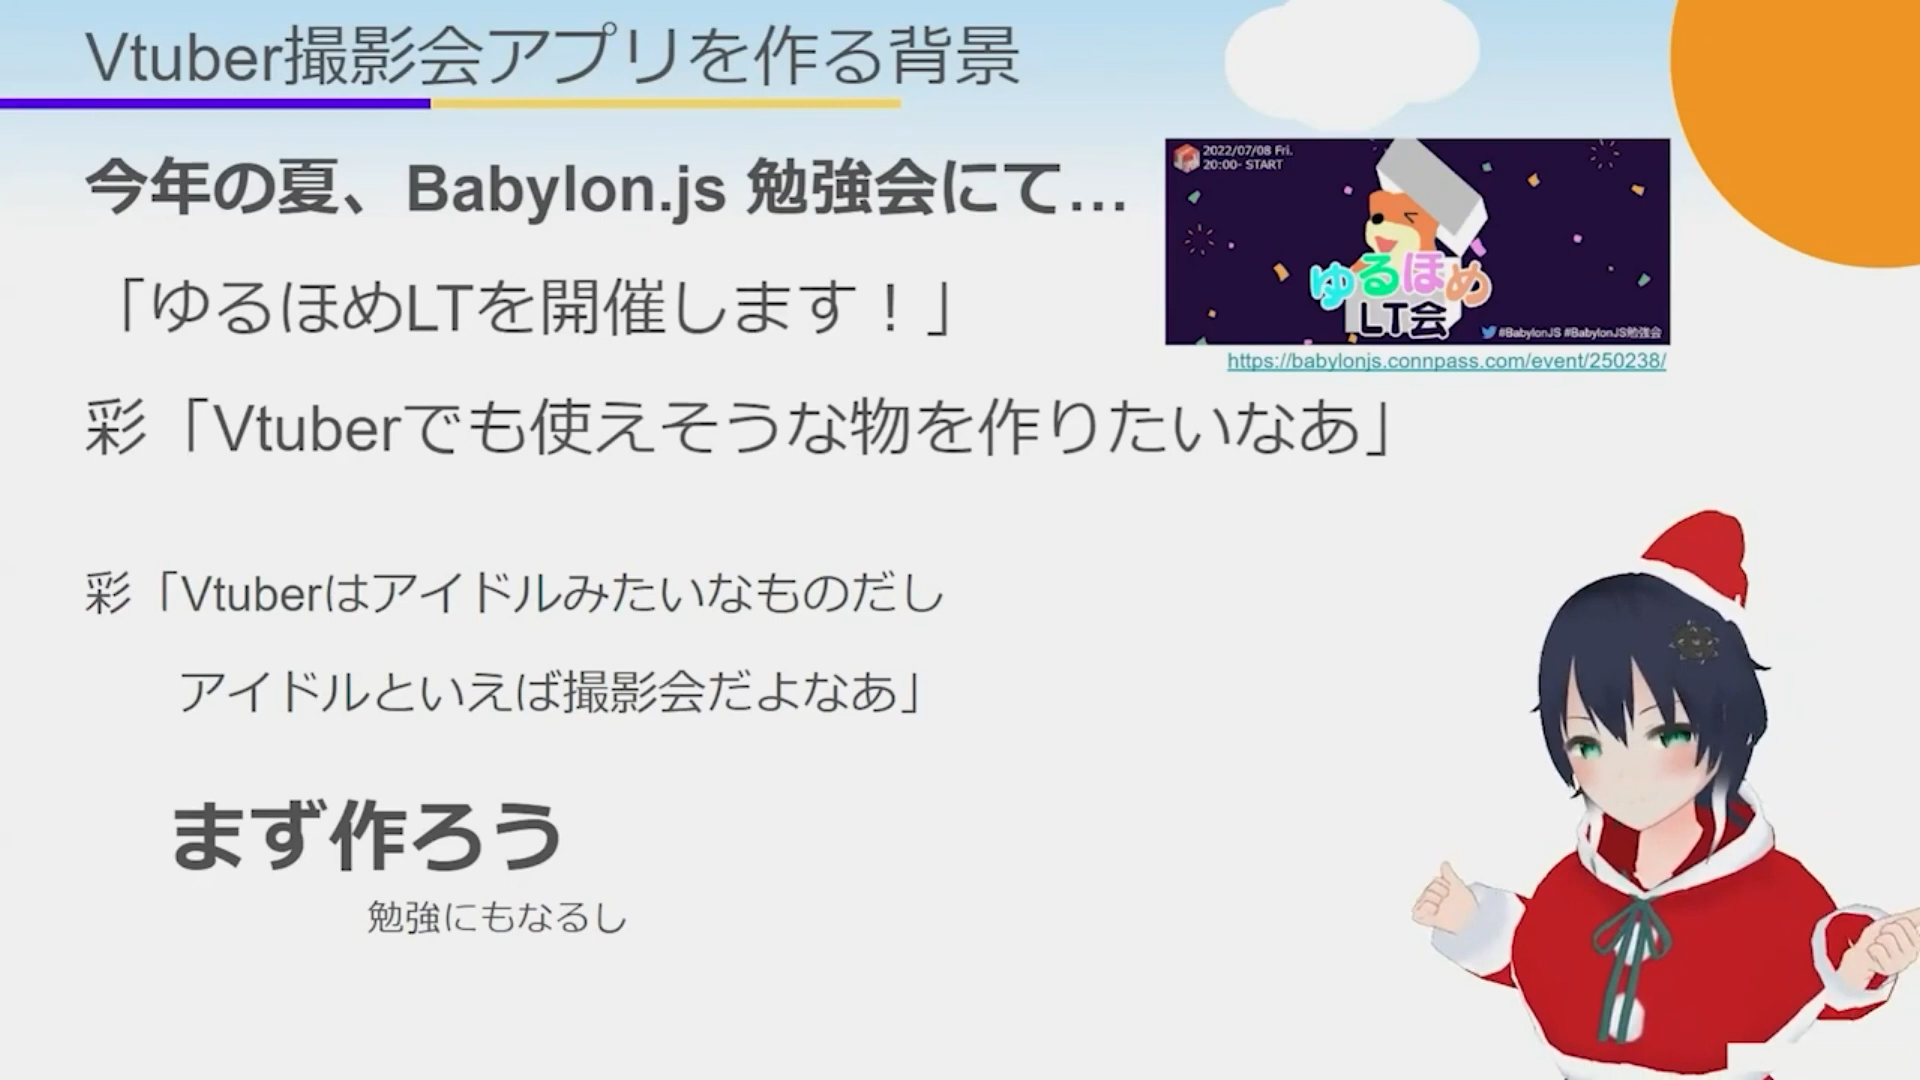 Vtuber撮影会アプリを作る背景
今年の夏、Babylon.js 勉強会にて…
2022/07/08 Fri.
20:00- START
ゆるほめ
LT会
#BabylonJS #BabylonJS勉強会
https://babylonjs.connpass.com/event/250238/
「ゆるほめLTを開催します！」
彩「Vtuberでも使えそうな物を作りたいなあ」
彩「Vtuberはアイドルみたいなものだし
アイドルといえば撮影会だよなあ」
まず作ろう
勉強にもなるし